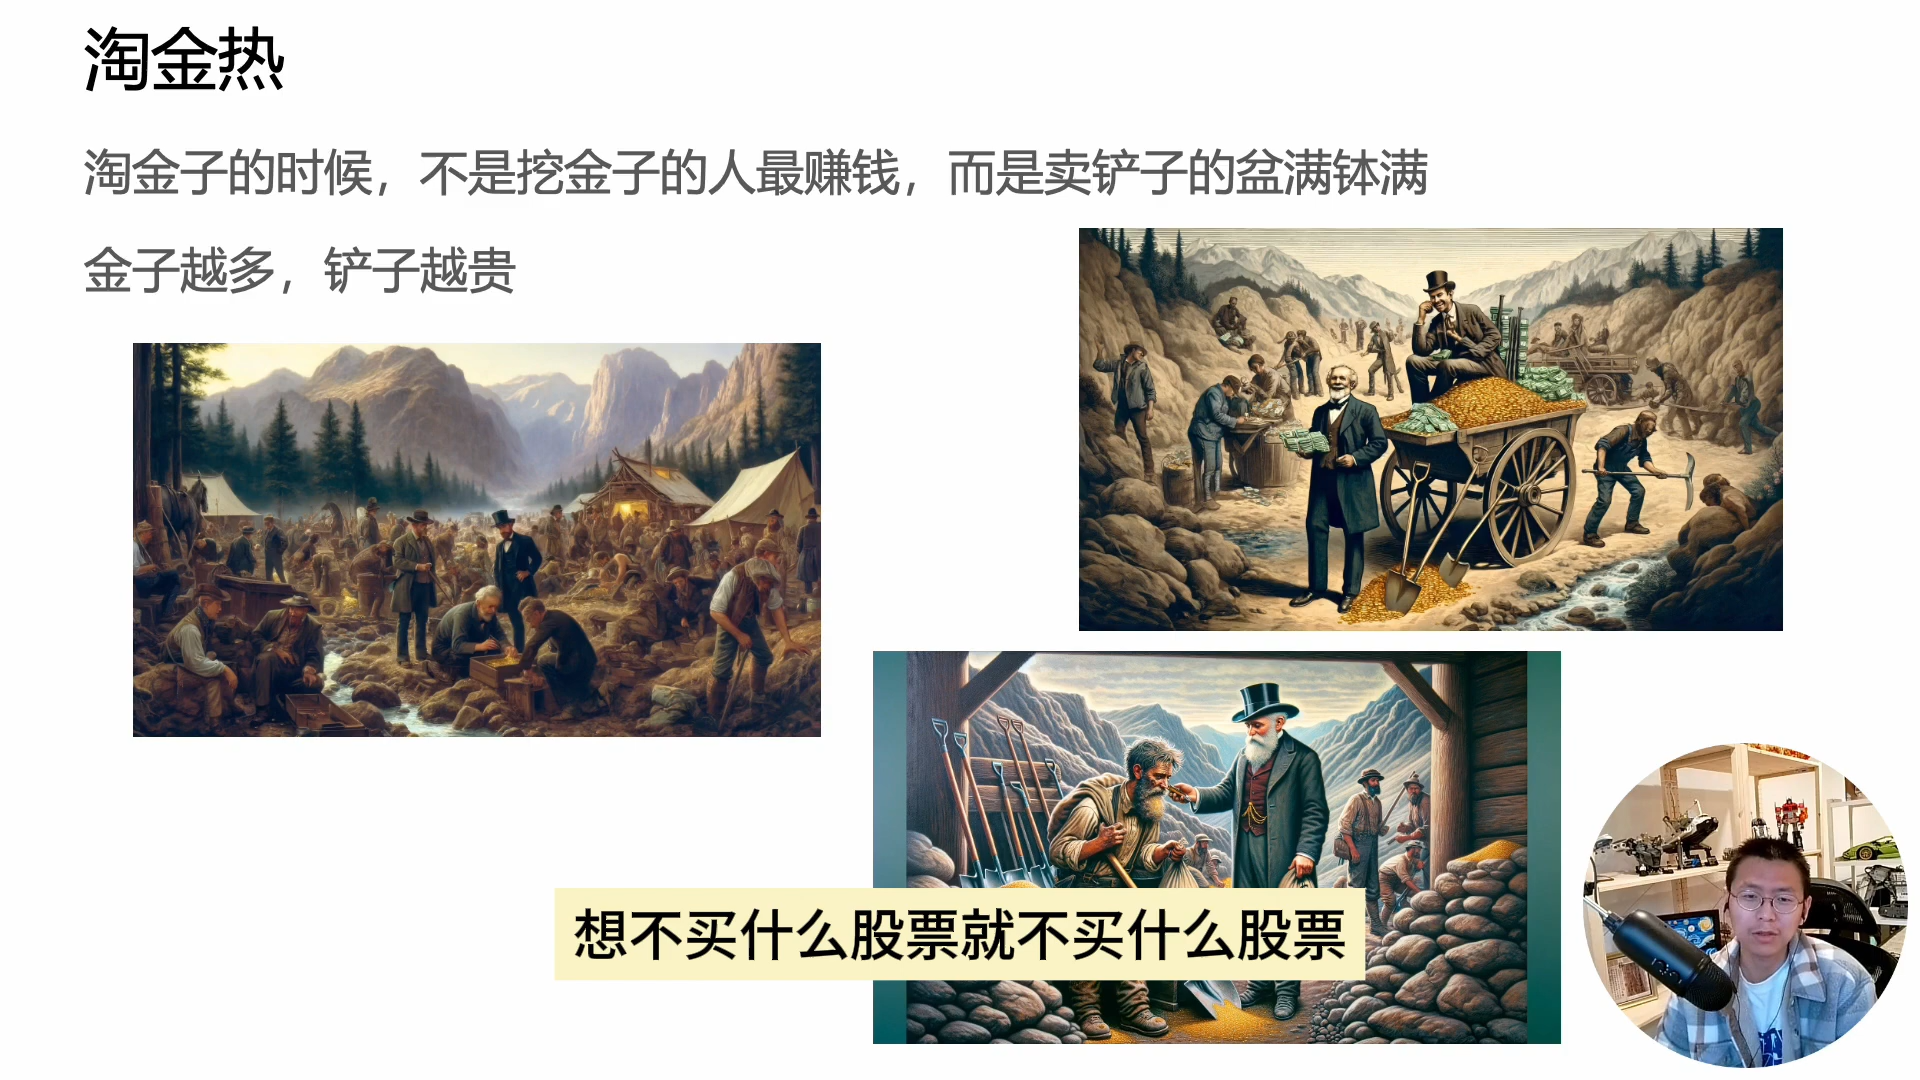 淘金热
淘金子的时候，不是挖金子的人最赚钱，而是卖铲子的盆满钵满
金子越多，铲子越贵
想不买什么股票就不买什么股票